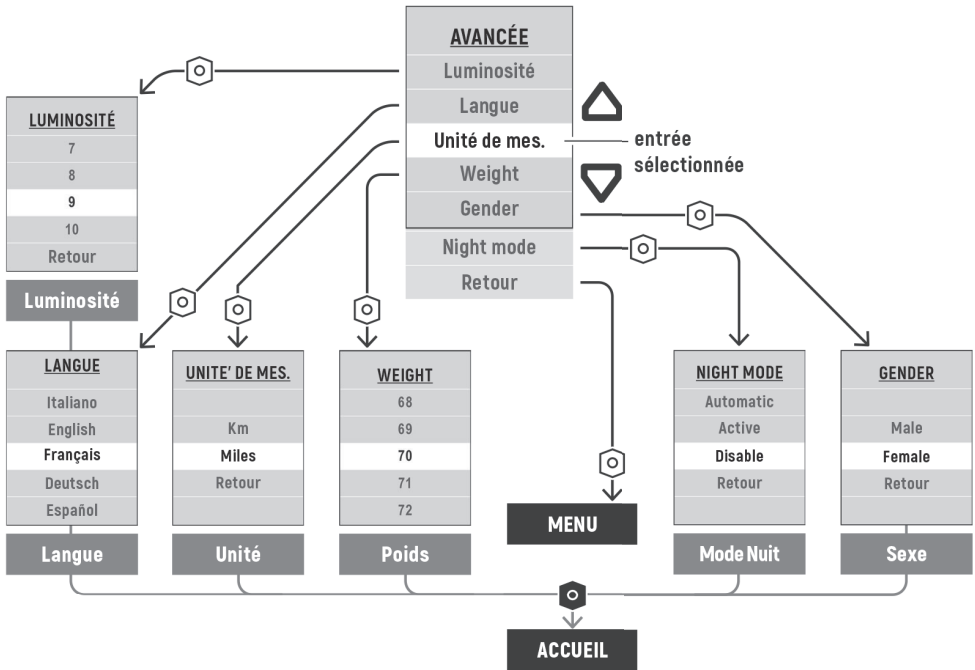 AVANCÉE
Luminosité
Langue
Unité de mes.
Weight
Gender
Night mode
Retour
entrée
sélectionnée
LUMINOSITÉ
7
8
9
10
Retour
Luminosité
LANGUE
Italiano
English
Français
Deutsch
Español
Langue
UNITE' DE MES.
Km
Miles
Retour
Unité
WEIGHT
68
69
70
71
72
Poids
MENU
NIGHT MODE
Automatic
Active
Disable
Retour
Mode Nuit
GENDER
Male
Female
Retour
Sexe
ACCUEIL